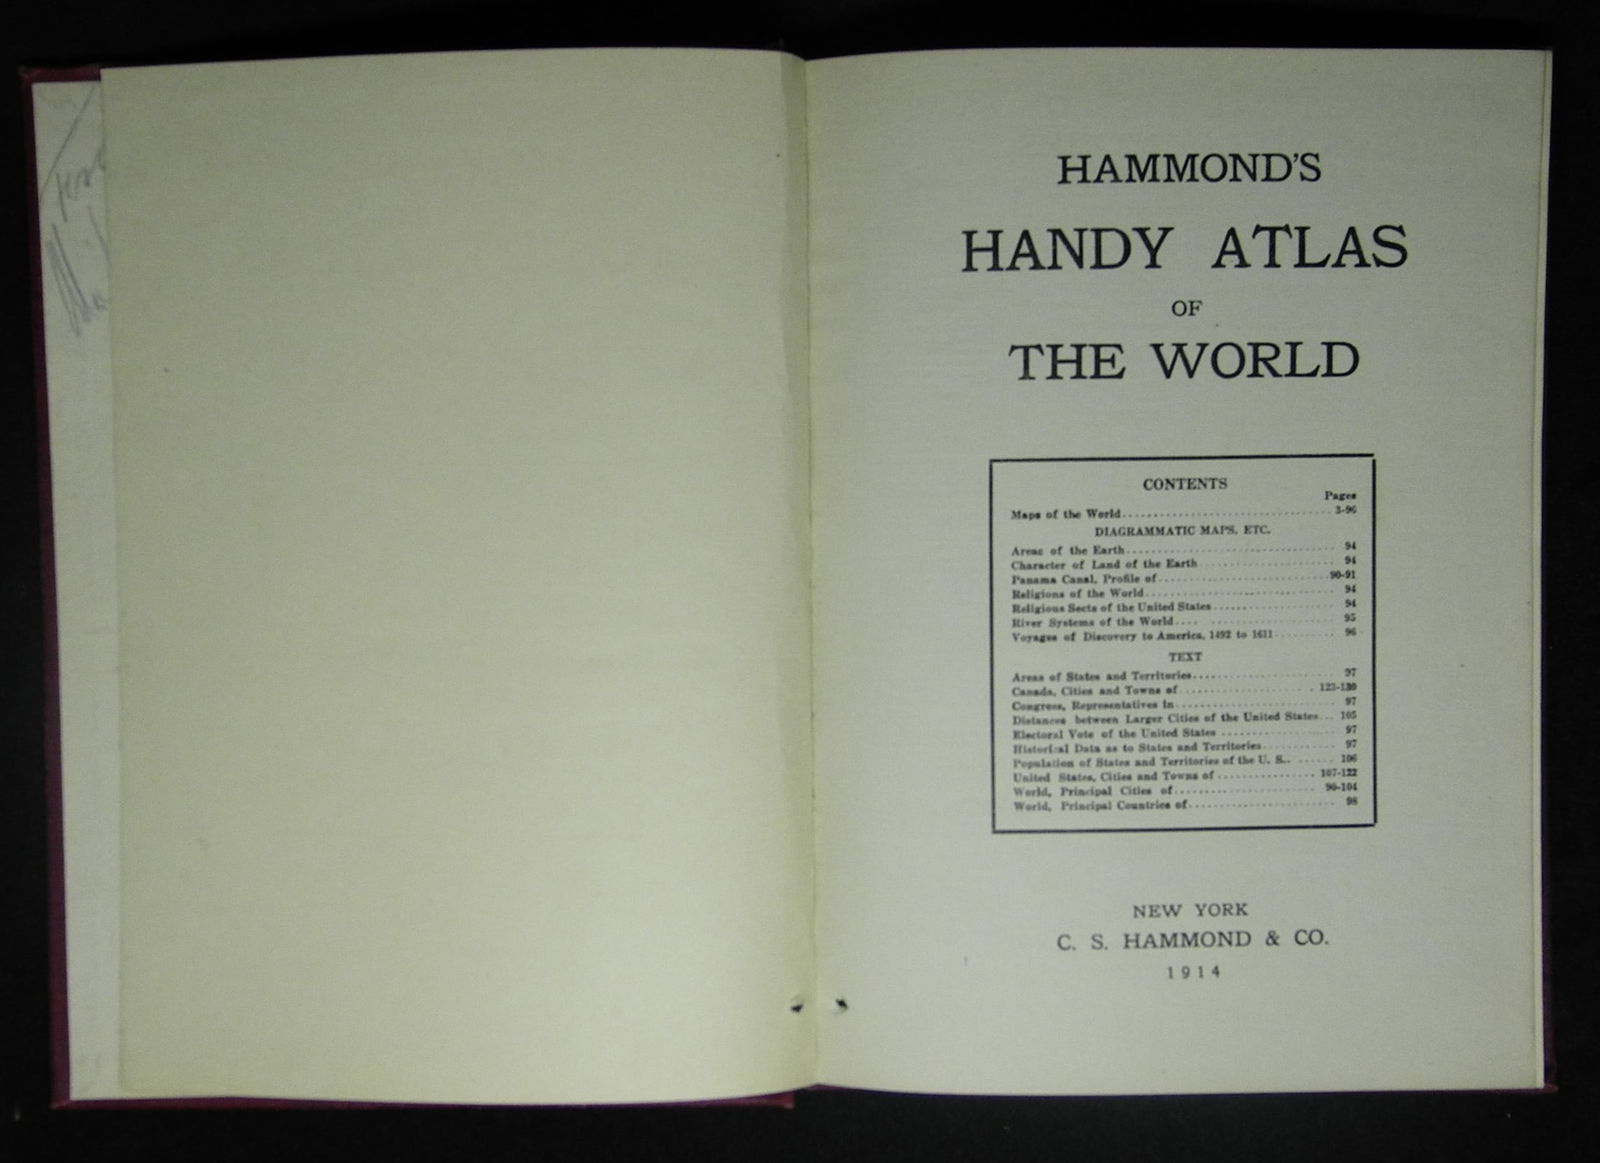 HAMMOND'S
HANDY ATLAS
OF
THE WORLD
CONTENTS
Pages
Maps of the World 3-96
DIAGRAMMATIC MAPS, ETC.
Areas of the Earth 94
Character of Land of the Earth 94
Panama Canal, Profile of 90-91
Religions of the World 94
Religious Sects of the United States 94
River Systems of the World 95
Voyages of Discovery to America, 1492 to 1611 96
TEXT
Areas of States and Territories 97
Canada, Cities and Towns of 123-130
Congress, Representatives in 97
Distances between Larger Cities of the United States 105
Electoral Vote of the United States 97
Historical Data as to States and Territories 97
Population of States and Territories of the U. S. 106
United States, Cities and Towns of 107-122
World, Principal Cities of 90-104
World, Principal Countries of 98
NEW YORK
C. S. HAMMOND & CO.
1914